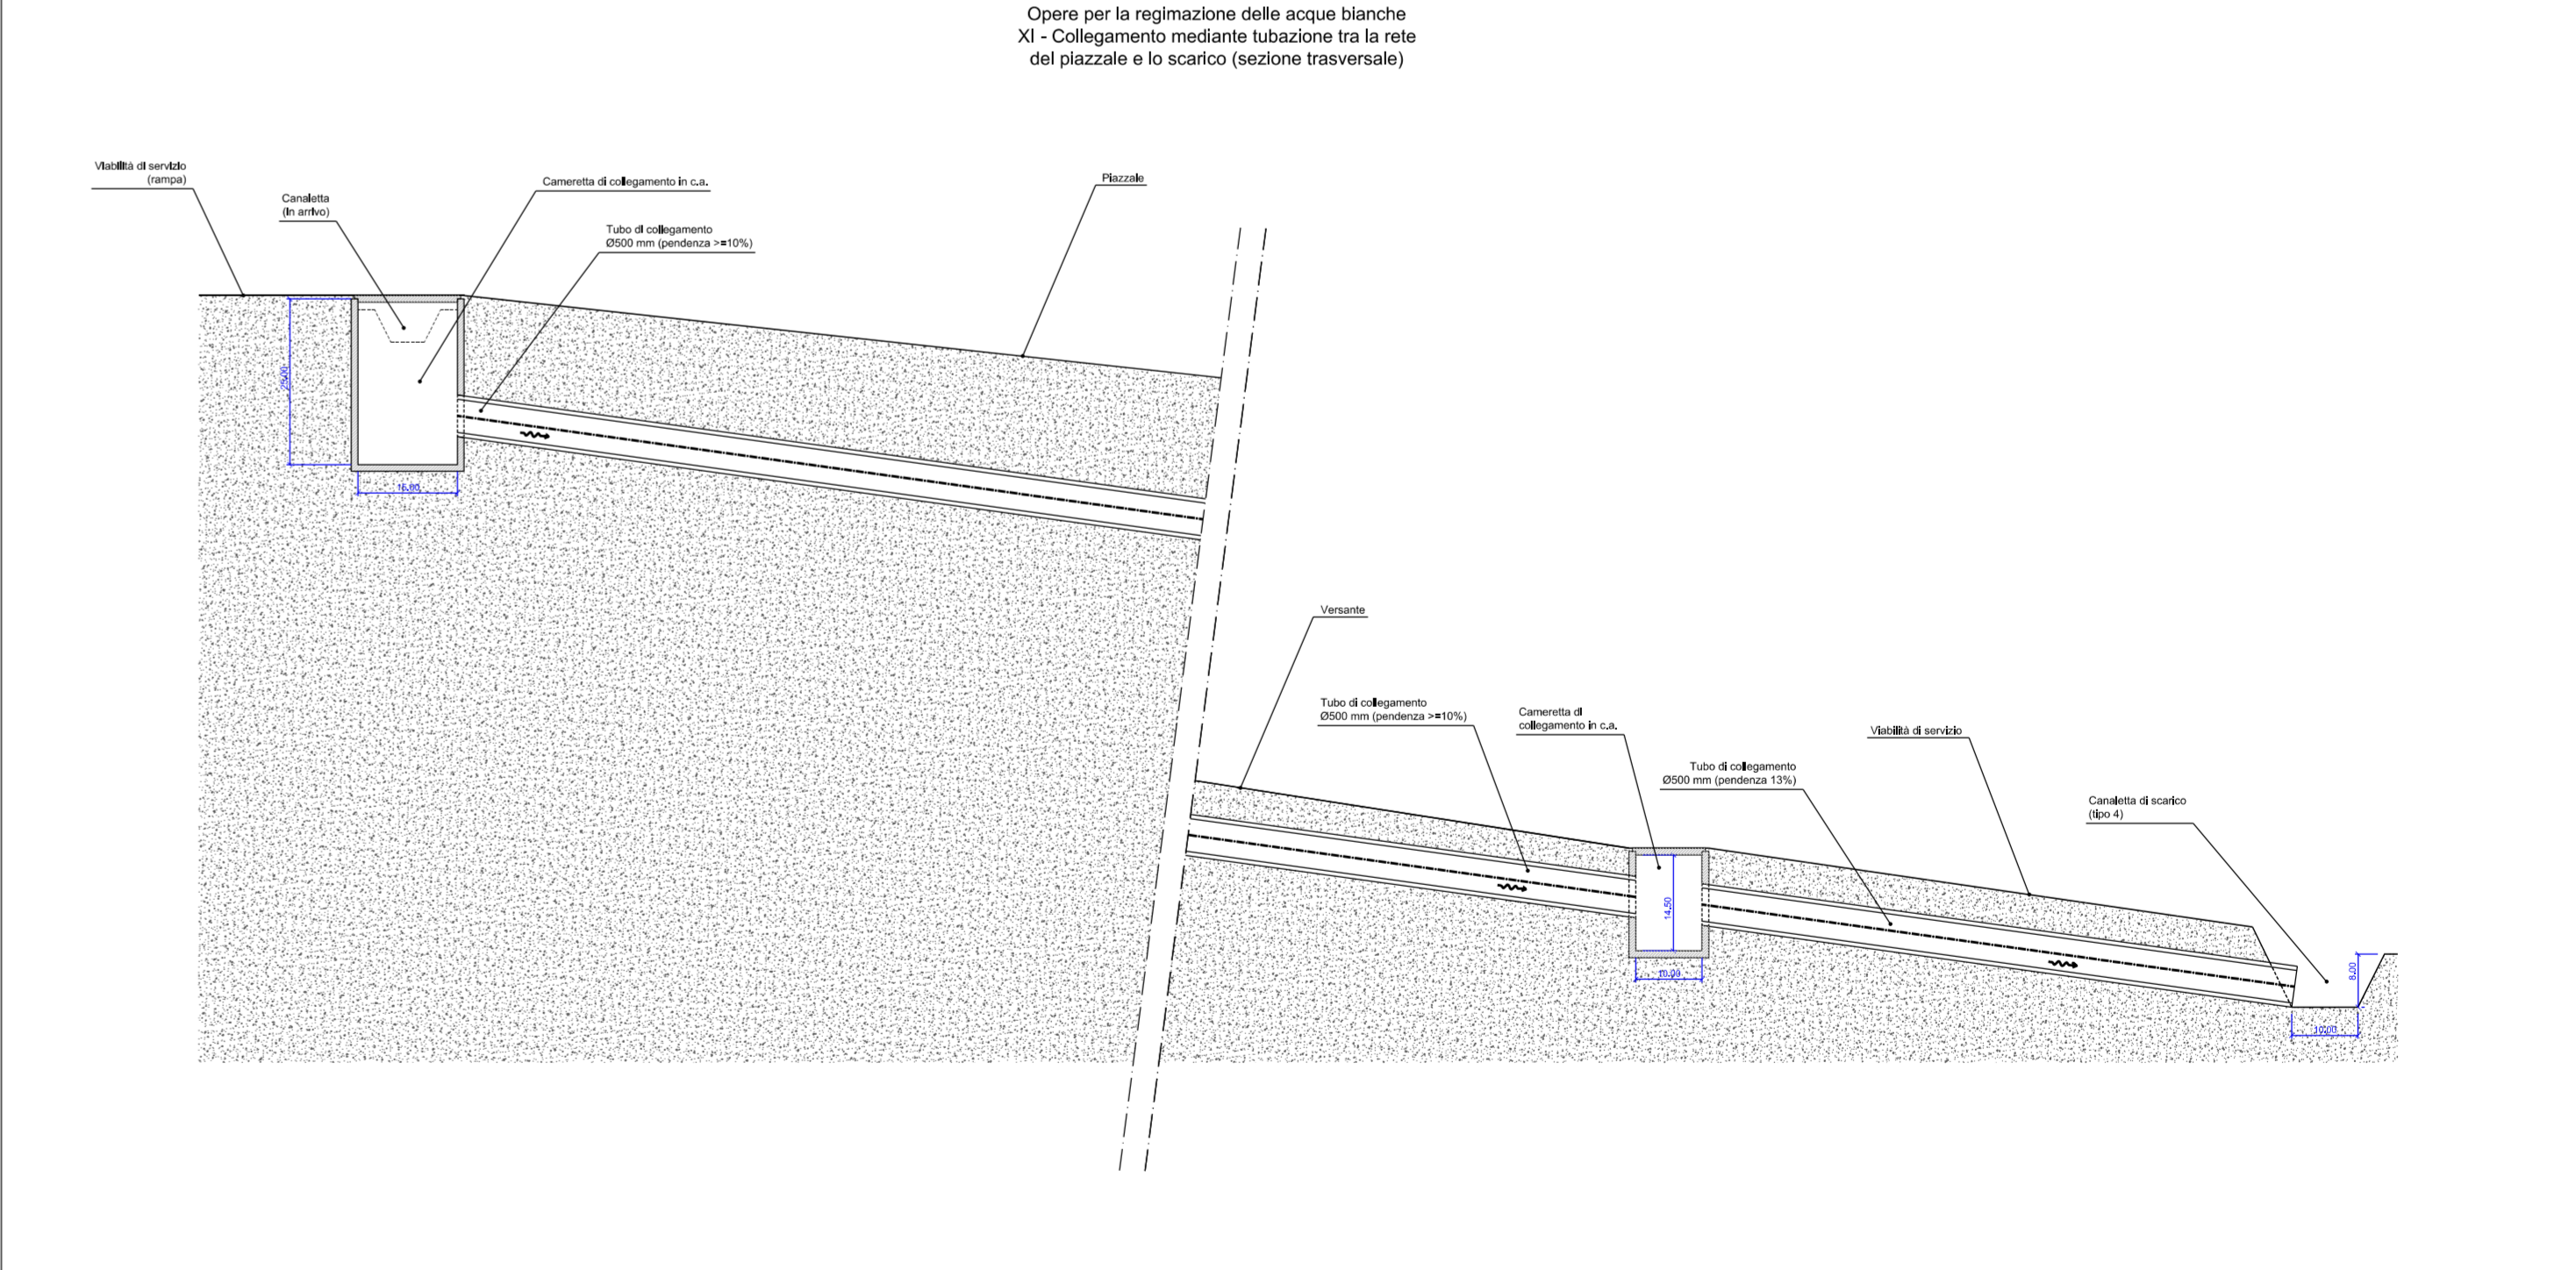 Opere per la regimazione delle acque bianche
XI - Collegamento mediante tubazione tra la rete
del piazzale e lo scarico (sezione trasversale)
Viabilità di servizio
(rampa)
Canaletta
(in arrivo)
Cameretta di collegamento in c.a.
Tubo di collegamento
Ø500 mm (pendenza >=10%)
Piazzale
25.00
15.00
Versante
Tubo di collegamento
Ø500 mm (pendenza >=10%)
Cameretta di
collegamento in c.a.
Tubo di collegamento
Ø500 mm (pendenza 13%)
Viabilità di servizio
Canaletta di scarico
(tipo 4)
14.50
10.00
8.00
10.00